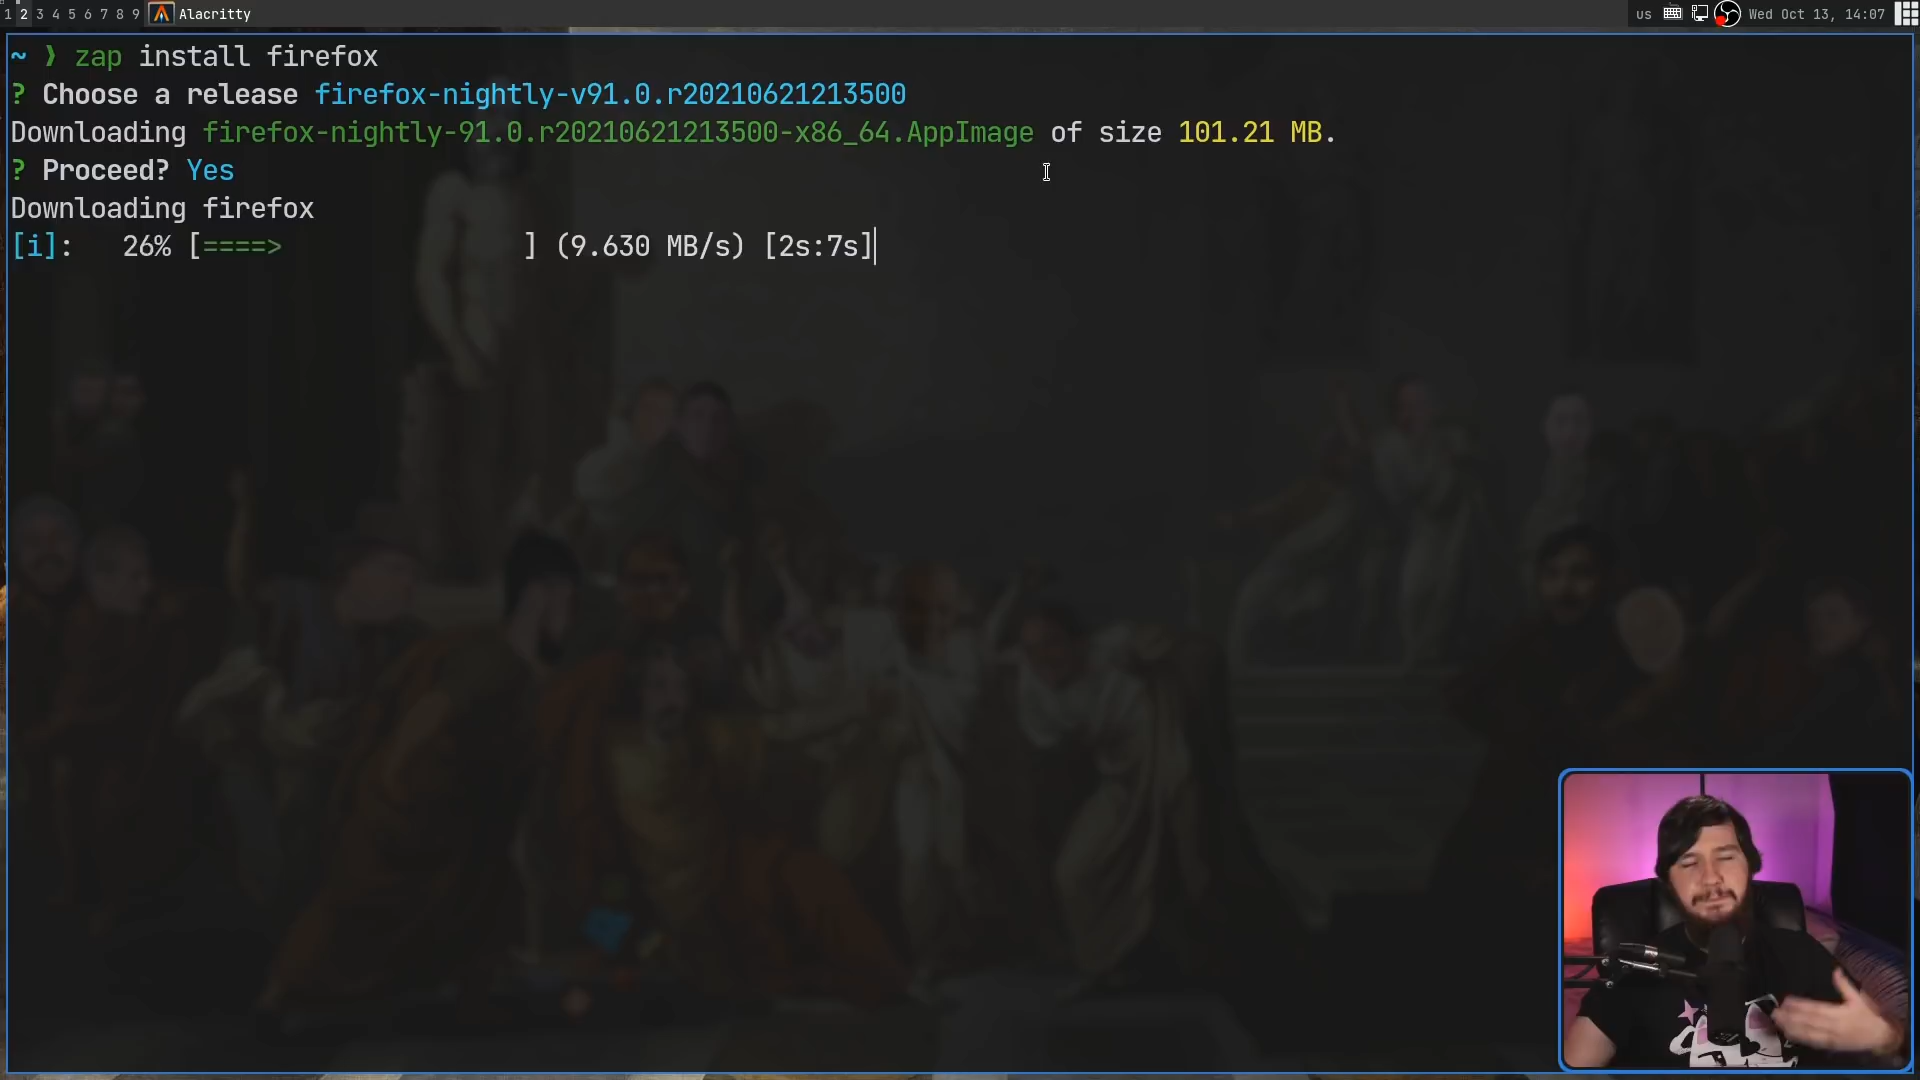 1 2 3 4 5 6 7 8 9 Alacritty us Wed Oct 13, 14:07
~ ❯ zap install firefox
? Choose a release firefox-nightly-v91.0.r20210621213500
Downloading firefox-nightly-91.0.r20210621213500-x86_64.AppImage of size 101.21 MB.
? Proceed? Yes
Downloading firefox
[i]: 26% [====> ] (9.630 MB/s) [2s:7s]